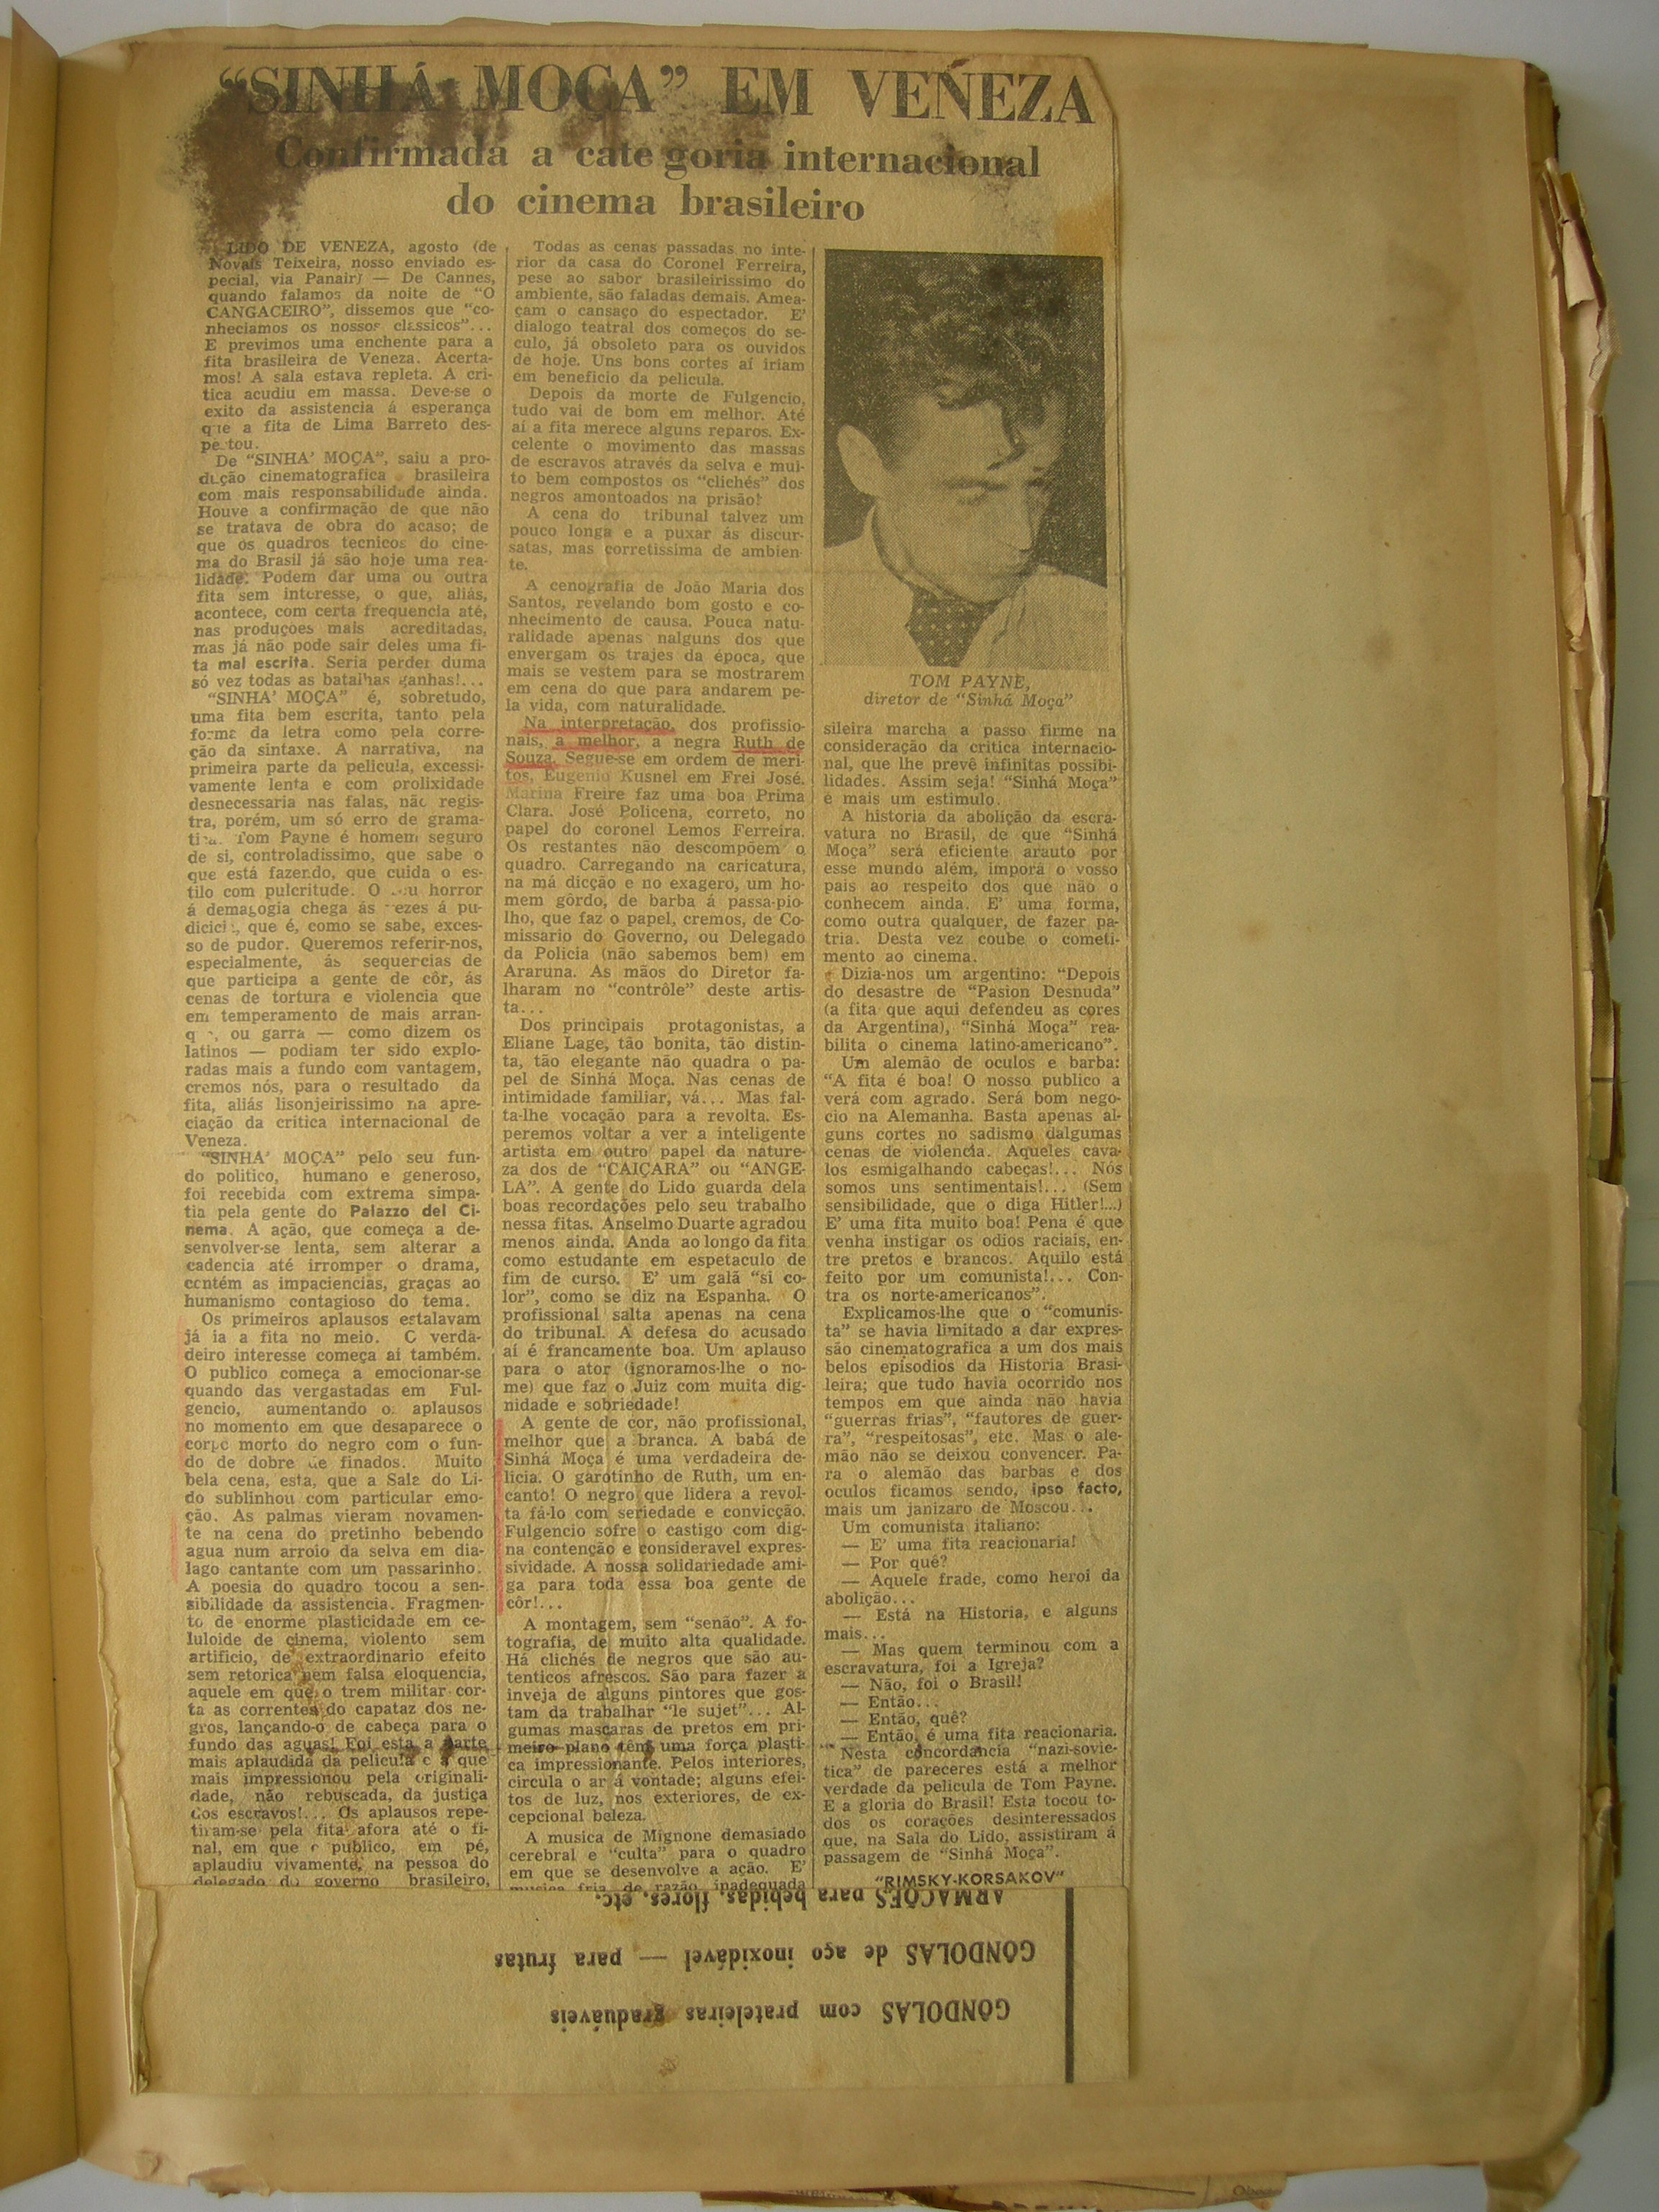 “SINHÁ MOÇA” EM VENEZA
Confirmada a cate goria internacional
do cinema brasileiro
LIDO DE VENEZA, agosto (de
Novais Teixeira, nosso enviado es-
pecial, via Panair) — De Cannes,
quando falamos da noite de “O
CANGACEIRO”, dissemos que “co-
nheciamos os nossos classicos”...
E previmos uma enchente para a
fita brasileira de Veneza. Acerta-
mos! A sala estava repleta. A cri-
tica acudiu em massa. Deve-se o
exito da assistencia á esperança
que a fita de Lima Barreto des-
pertou.
De “SINHA' MOÇA”, saiu a pro-
dução cinematografica brasileira
com mais responsabilidade ainda.
Houve a confirmação de que não
se tratava de obra do acaso; de
que os quadros tecnicos do cine-
ma do Brasil já são hoje uma rea-
lidade. Podem dar uma ou outra
fita sem interesse, o que, aliás,
acontece, com certa frequencia até,
nas produções mais acreditadas,
mas já não pode sair deles uma fi-
ta mal escrita. Seria perder duma
só vez todas as batalhas ganhas!...
“SINHA' MOÇA” é, sobretudo,
uma fita bem escrita, tanto pela
forma da letra como pela corre-
ção da sintaxe. A narrativa, na
primeira parte da pelicula, excessi-
vamente lenta e com prolixidade
desnecessaria nas falas, não regis-
tra, porém, um só erro de grama-
tica. Tom Payne é homem seguro
de si, controladissimo, que sabe o
que está fazendo, que cuida o es-
tilo com pulcritude. O seu horror
á demagogia chega ás vezes á pu-
dicicia, que é, como se sabe, exces-
so de pudor. Queremos referir-nos,
especialmente, ás sequencias de
que participa a gente de côr, ás
cenas de tortura e violencia que
em temperamento de mais arran-
que, ou garra — como dizem os
latinos — podiam ter sido explo-
radas mais a fundo com vantagem,
cremos nós, para o resultado da
fita, aliás lisonjeirissimo na apre-
ciação da critica internacional de
Veneza.
“SINHA' MOÇA” pelo seu fun-
do politico, humano e generoso,
foi recebida com extrema simpa-
tia pela gente do Palazzo del Ci-
nema. A ação, que começa a de-
senvolver-se lenta, sem alterar a
cadencia até irromper o drama,
contém as impaciencias, graças ao
humanismo contagioso do tema.
Os primeiros aplausos estalavam
já ia a fita no meio. O verda-
deiro interesse começa aí também.
O publico começa a emocionar-se
quando das vergastadas em Ful-
gencio, aumentando os aplausos
no momento em que desaparece o
corpo morto do negro com o fun-
do de dobre de finados. Muito
bela cena, esta, que a Sala do Li-
do sublinhou com particular emo-
ção. As palmas vieram novamen-
te na cena do pretinho bebendo
agua num arroio da selva em dia-
lago cantante com um passarinho.
A poesia do quadro tocou a sen-
sibilidade da assistencia. Fragmen-
to de enorme plasticidade em ce-
luloide de cinema, violento sem
artificio, de extraordinario efeito
sem retorica nem falsa eloquencia,
aquele em que o trem militar cor-
ta as correntes do capataz dos ne-
gros, lançando-o de cabeça para o
fundo das aguas! Foi esta a parte
mais aplaudida da pelicula e a que
mais impressionou pela originali-
dade, não rebuscada, da justiça
dos escravos!... Os aplausos repe-
tiram-se pela fita afora até o fi-
nal, em que o publico, em pé,
aplaudiu vivamente, na pessoa do
delegado do governo brasileiro,
Todas as cenas passadas no inte-
rior da casa do Coronel Ferreira,
pese ao sabor brasileirissimo do
ambiente, são faladas demais. Amea-
çam o cansaço do espectador. E'
dialogo teatral dos começos do se-
culo, já obsoleto para os ouvidos
de hoje. Uns bons cortes aí iriam
em beneficio da pelicula.
Depois da morte de Fulgencio,
tudo vai de bom em melhor. Até
aí a fita merece alguns reparos. Ex-
celente o movimento das massas
de escravos através da selva e mui-
to bem compostos os “clichés” dos
negros amontoados na prisão!
A cena do tribunal talvez um
pouco longa e a puxar ás discur-
satas, mas corretissima de ambien-
te.
A cenografia de João Maria dos
Santos, revelando bom gosto e co-
nhecimento de causa. Pouca natu-
ralidade apenas nalguns dos que
envergam os trajes da época, que
mais se vestem para se mostrarem
em cena do que para andarem pe-
la vida, com naturalidade.
Na interpretação, dos profissio-
nais, a melhor, a negra Ruth de
Souza. Segue-se em ordem de meri-
tos, Eugenio Kusnel em Frei José.
Marina Freire faz uma boa Prima
Clara. José Policena, correto, no
papel do coronel Lemos Ferreira.
Os restantes não descompõem o
quadro. Carregando na caricatura,
na má dicção e no exagero, um ho-
mem gôrdo, de barba á passa-pio-
lho, que faz o papel, cremos, de Co-
missario do Governo, ou Delegado
da Policia (não sabemos bem) em
Araruna. As mãos do Diretor fa-
lharam no “contrôle” deste artis-
ta...
Dos principais protagonistas, a
Eliane Lage, tão bonita, tão distin-
ta, tão elegante não quadra o pa-
pel de Sinhá Moça. Nas cenas de
intimidade familiar, vá... Mas fal-
ta-lhe vocação para a revolta. Es-
peremos voltar a ver a inteligente
artista em outro papel da nature-
za dos de “CAIÇARA” ou “ANGE-
LA”. A gente do Lido guarda dela
boas recordações pelo seu trabalho
nessa fitas. Anselmo Duarte agradou
menos ainda. Anda ao longo da fita
como estudante em espetaculo de
fim de curso. E' um galã “si co-
lor”, como se diz na Espanha. O
profissional salta apenas na cena
do tribunal. A defesa do acusado
aí é francamente boa. Um aplauso
para o ator (ignoramos-lhe o no-
me) que faz o Juiz com muita dig-
nidade e sobriedade!
A gente de cor, não profissional,
melhor que a branca. A babá de
Sinhá Moça é uma verdadeira de-
licia. O garotinho de Ruth, um en-
canto! O negro que lidera a revol-
ta fá-lo com seriedade e convicção.
Fulgencio sofre o castigo com dig-
na contenção e consideravel expres-
sividade. A nossa solidariedade ami-
ga para toda essa boa gente de
côr!...
A montagem, sem “senão”. A fo-
tografia, de muito alta qualidade.
Há clichés de negros que são au-
tenticos afrescos. São para fazer a
inveja de alguns pintores que gos-
tam da trabalhar “le sujet”... Al-
gumas mascaras de pretos em pri-
meiro plano têm uma força plasti-
ca impressionante. Pelos interiores,
circula o ar á vontade; alguns efei-
tos de luz, nos exteriores, de ex-
cepcional beleza.
A musica de Mignone demasiado
cerebral e “culta” para o quadro
em que se desenvolve a ação. E'
musica fria, de razão inadequada
TOM PAYNE,
diretor de “Sinhá Moça”
sileira marcha a passo firme na
consideração da critica internacio-
nal, que lhe prevê infinitas possibi-
lidades. Assim seja! “Sinhá Moça”
é mais um estimulo.
A historia da abolição da escra-
vatura no Brasil, de que “Sinhá
Moça” será eficiente arauto por
esse mundo além, imporá o vosso
país ao respeito dos que não o
conhecem ainda. E' uma forma,
como outra qualquer, de fazer pa-
tria. Desta vez coube o cometi-
mento ao cinema.
Dizia-nos um argentino: “Depois
do desastre de “Pasion Desnuda”
(a fita que aqui defendeu as cores
da Argentina), “Sinhá Moça” rea-
bilita o cinema latino-americano”.
Um alemão de oculos e barba:
“A fita é boa! O nosso publico a
verá com agrado. Será bom nego-
cio na Alemanha. Basta apenas al-
guns cortes no sadismo dalgumas
cenas de violencia. Aqueles cava-
los esmigalhando cabeças!... Nós
somos uns sentimentais!... (Sem
sensibilidade, que o diga Hitler!...)
E' uma fita muito boa! Pena é que
venha instigar os odios raciais, en-
tre pretos e brancos. Aquilo está
feito por um comunista!... Con-
tra os norte-americanos”.
Explicamos-lhe que o “comunis-
ta” se havia limitado a dar expres-
são cinematografica a um dos mais
belos episodios da Historia Brasi-
leira; que tudo havia ocorrido nos
tempos em que ainda não havia
“guerras frias”, “fautores de guer-
ra”, “respeitosas”, etc. Mas o ale-
mão não se deixou convencer. Pa-
ra o alemão das barbas e dos
oculos ficamos sendo, ipso facto,
mais um janizaro de Moscou...
Um comunista italiano:
— E' uma fita reacionaria!
— Por quê?
— Aquele frade, como heroi da
abolição...
— Está na Historia, e alguns
mais...
— Mas quem terminou com a
escravatura, foi a Igreja?
— Não, foi o Brasil!
— Então...
— Então, quê?
— Então, é uma fita reacionaria.
Nesta concordancia “nazi-sovie-
tica” de pareceres está a melhor
verdade da pelicula de Tom Payne.
E a gloria do Brasil! Esta tocou to-
dos os corações desinteressados
que, na Sala do Lido, assistiram á
passagem de “Sinhá Moça”.
“RIMSKY-KORSAKOV”
ARMAÇÕES para bebidas, flores, etc.
GÔNDOLAS de aço inoxidável — para frutas
GÔNDOLAS com prateleiras graduáveis